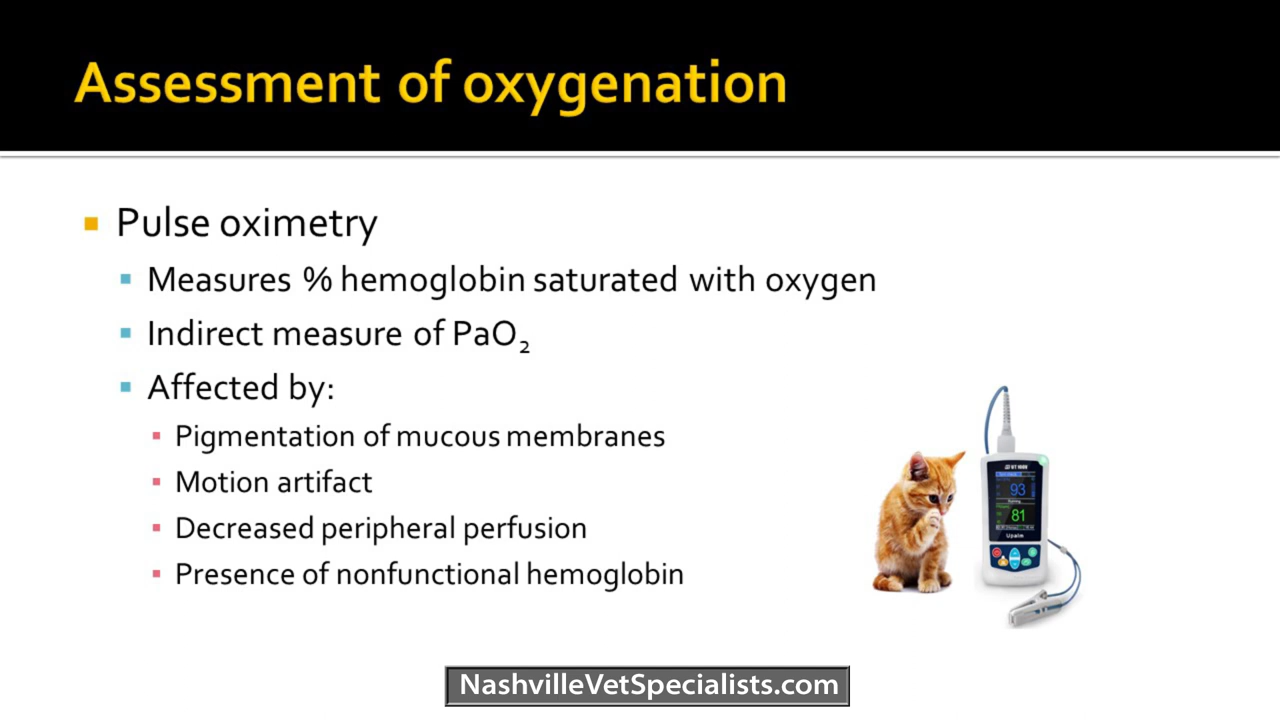 Assessment of oxygenation
Pulse oximetry
Measures % hemoglobin saturated with oxygen
Indirect measure of PaO₂
Affected by:
Pigmentation of mucous membranes
Motion artifact
Decreased peripheral perfusion
Presence of nonfunctional hemoglobin
93
81
Upalm
NashvilleVetSpecialists.com